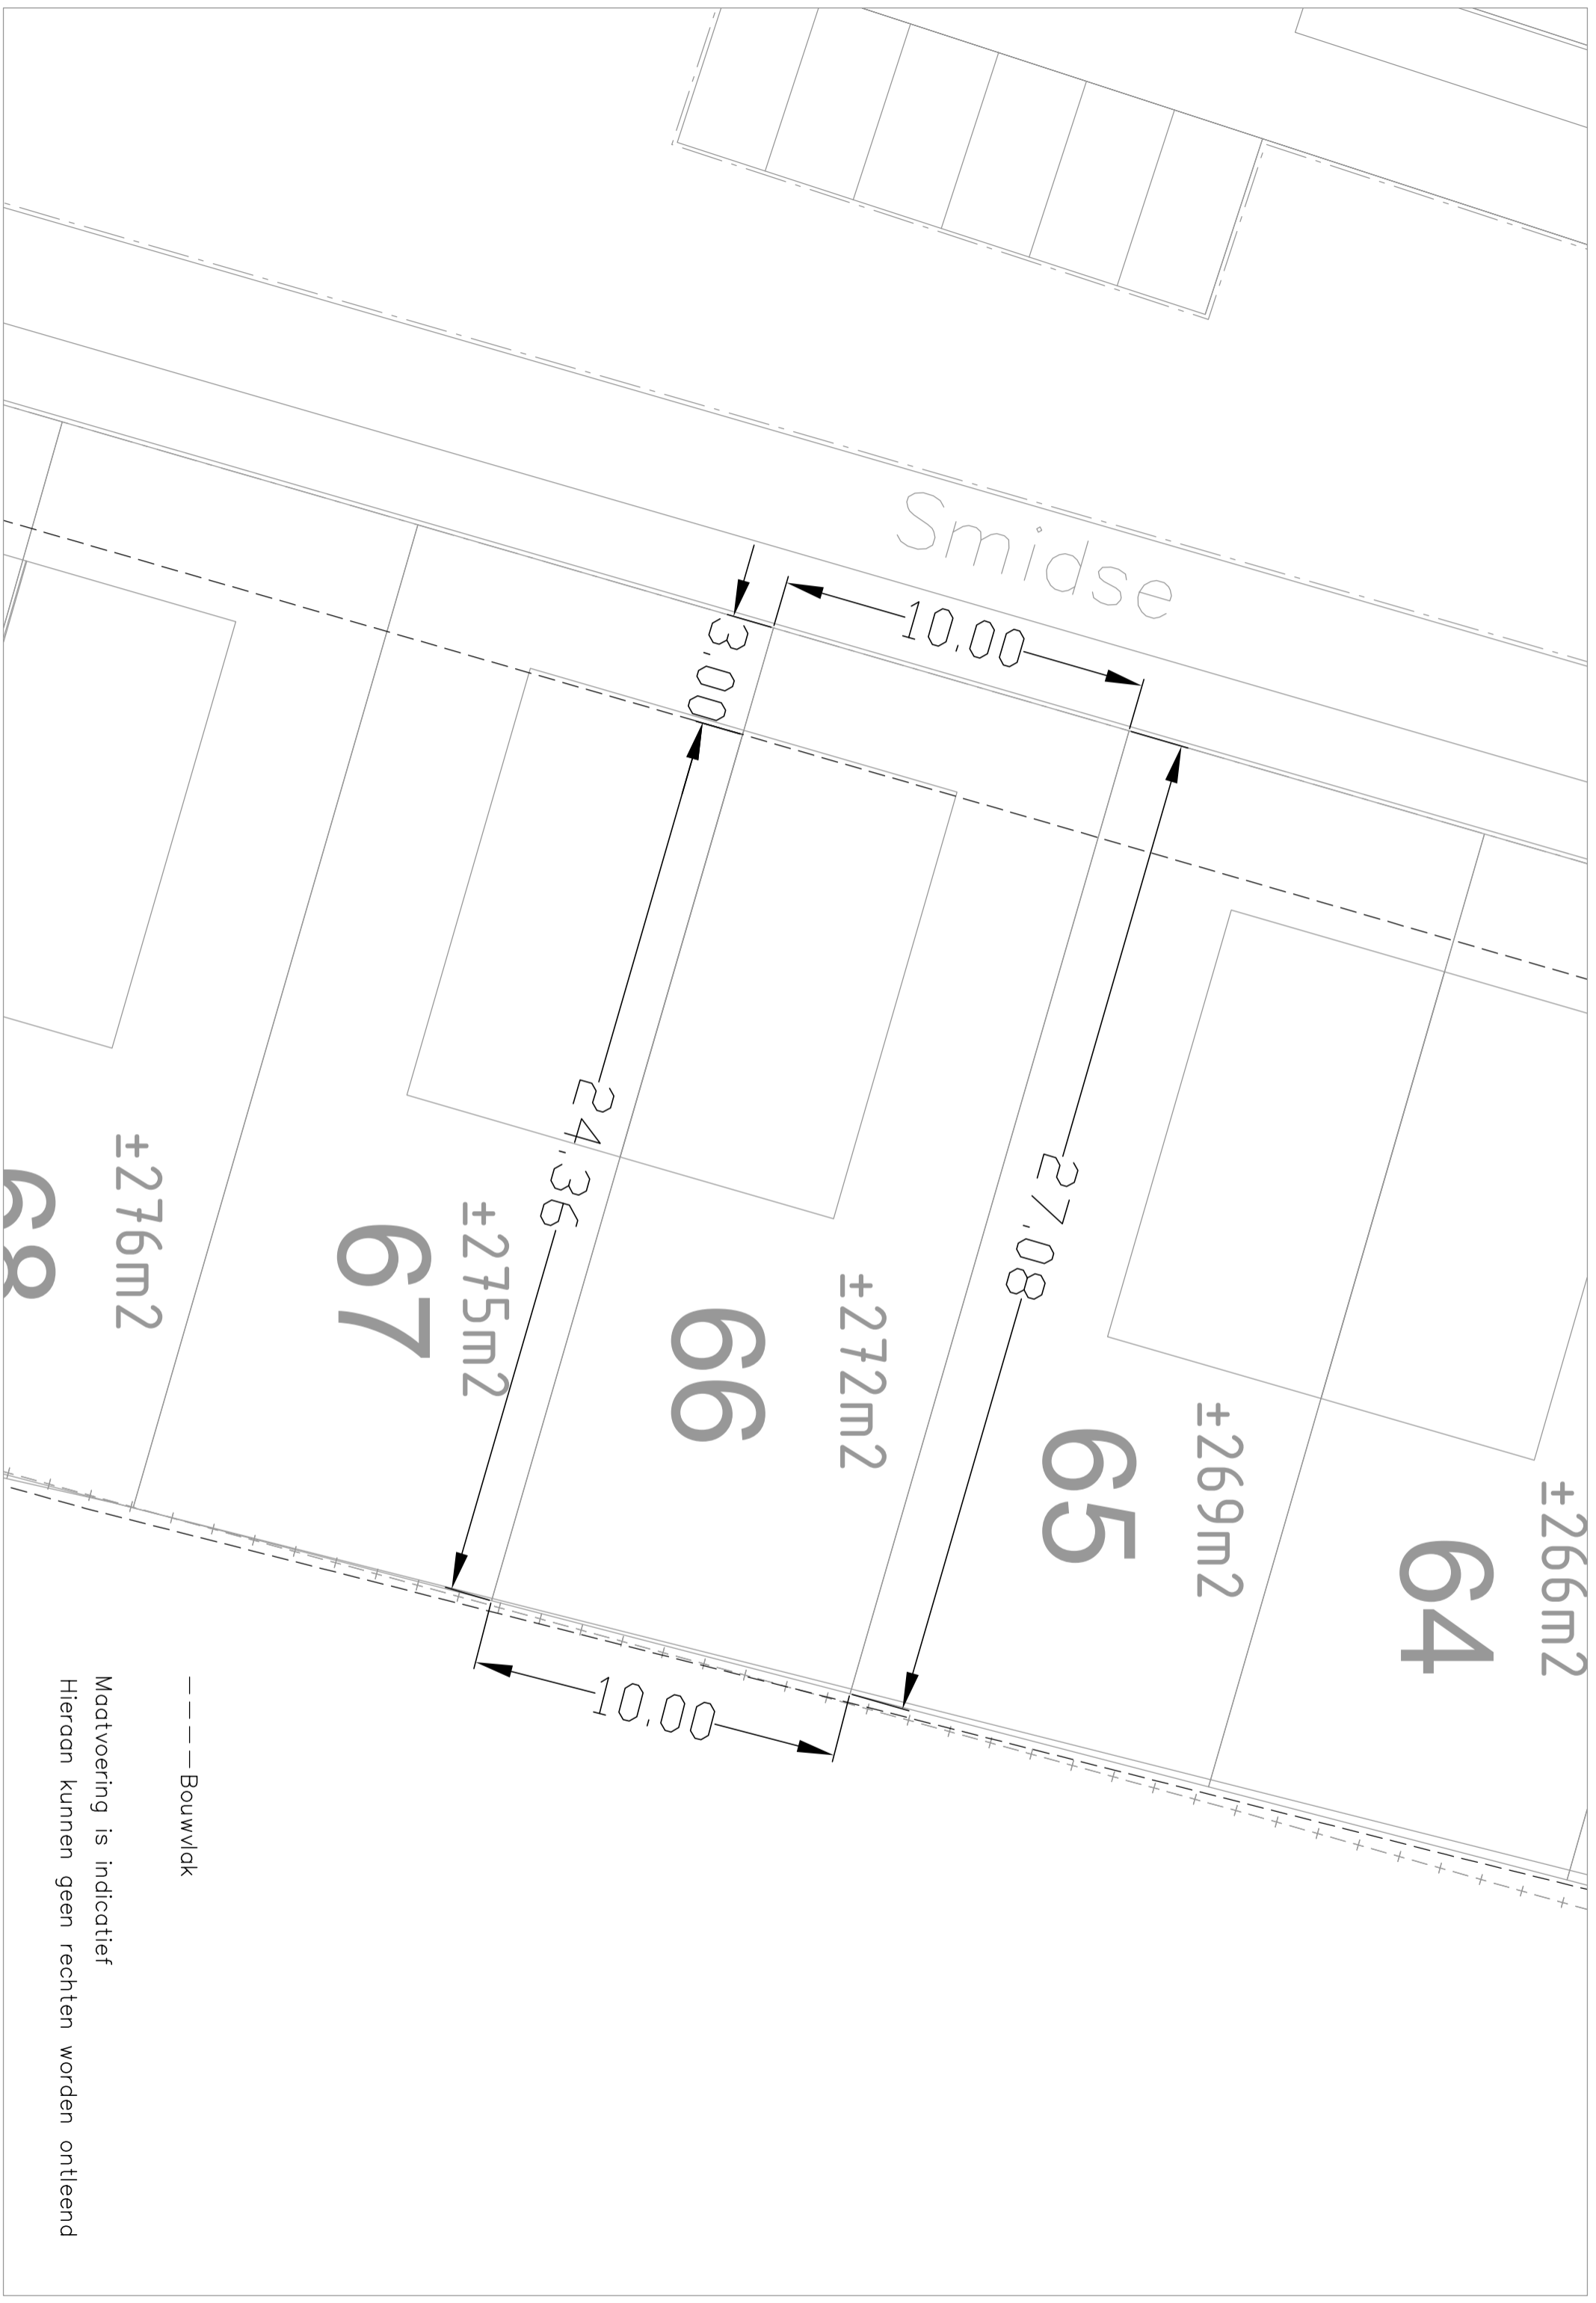 Smidse
10,00
3,00
24,36
27,08
10,00
±266m2
64
±269m2
65
±272m2
66
±275m2
67
±276m2
68
Bouwvlak
Maatvoering is indicatief
Hieraan kunnen geen rechten worden ontleend